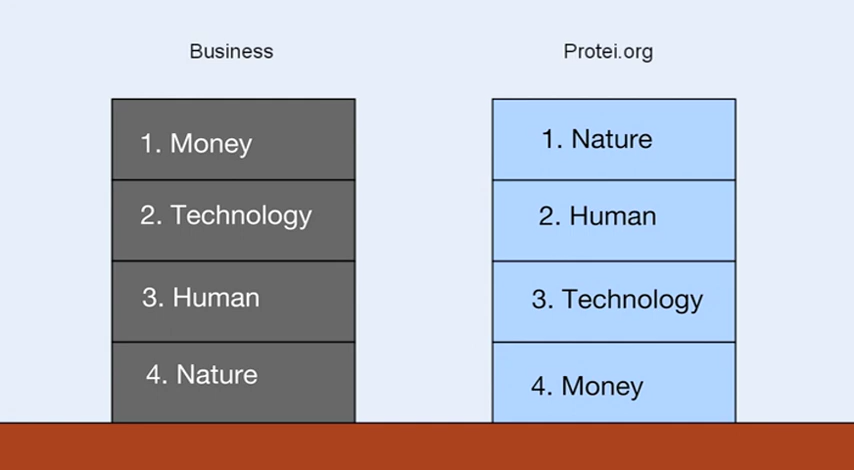 Business
1. Money
2. Technology
3. Human
4. Nature
Protei.org
1. Nature
2. Human
3. Technology
4. Money